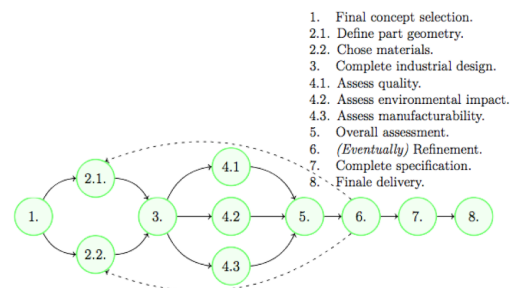 1. Final concept selection.
2.1. Define part geometry.
2.2. Chose materials.
3. Complete industrial design.
4.1. Assess quality.
4.2. Assess environmental impact.
4.3. Assess manufacturability.
5. Overall assessment.
6. (Eventually) Refinement.
7. Complete specification.
8. Finale delivery.
1.
2.1.
2.2.
3.
4.1
4.2
4.3
5.
6.
7.
8.